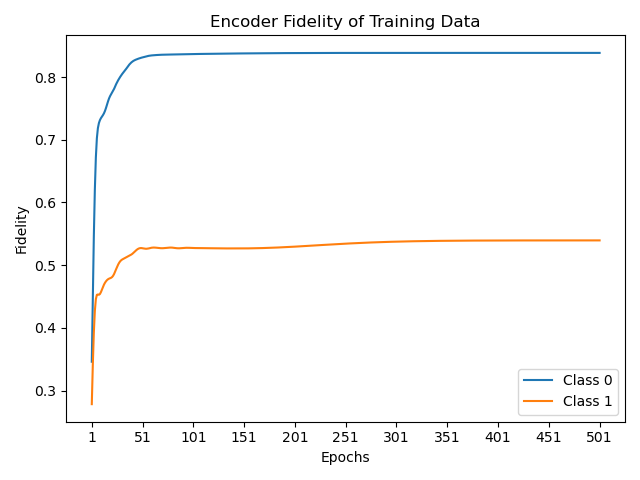 Encoder Fidelity of Training Data
Fidelity
0.8
0.7
0.6
0.5
0.4
0.3
Class 0
Class 1
1 51 101 151 201 251 301 351 401 451 501
Epochs